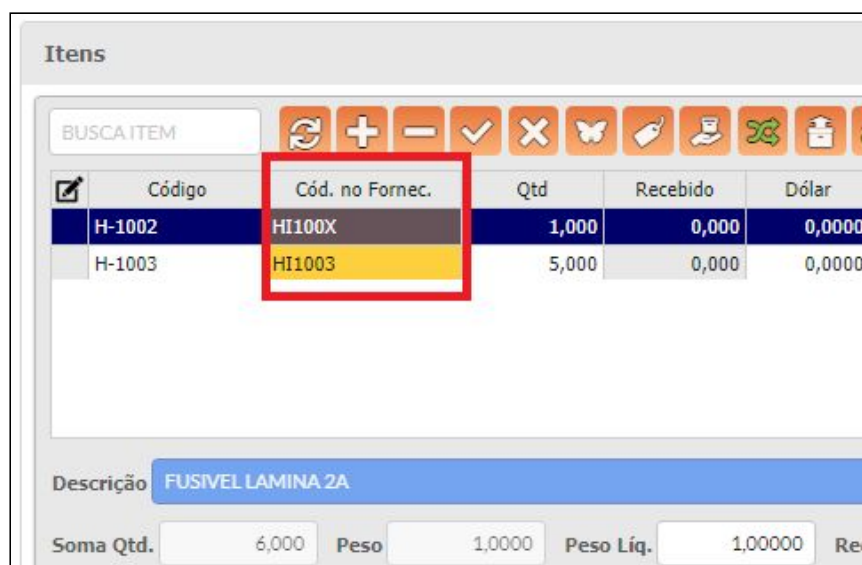 Itens
BUSCA ITEM
Código Cód. no Fornec. Qtd Recebido Dólar
H-1002 HI100X 1,000 0,000 0,0000
H-1003 HI1003 5,000 0,000 0,0000
Descrição FUSIVEL LAMINA 2A
Soma Qtd. 6,000 Peso 1,0000 Peso Líq. 1,00000